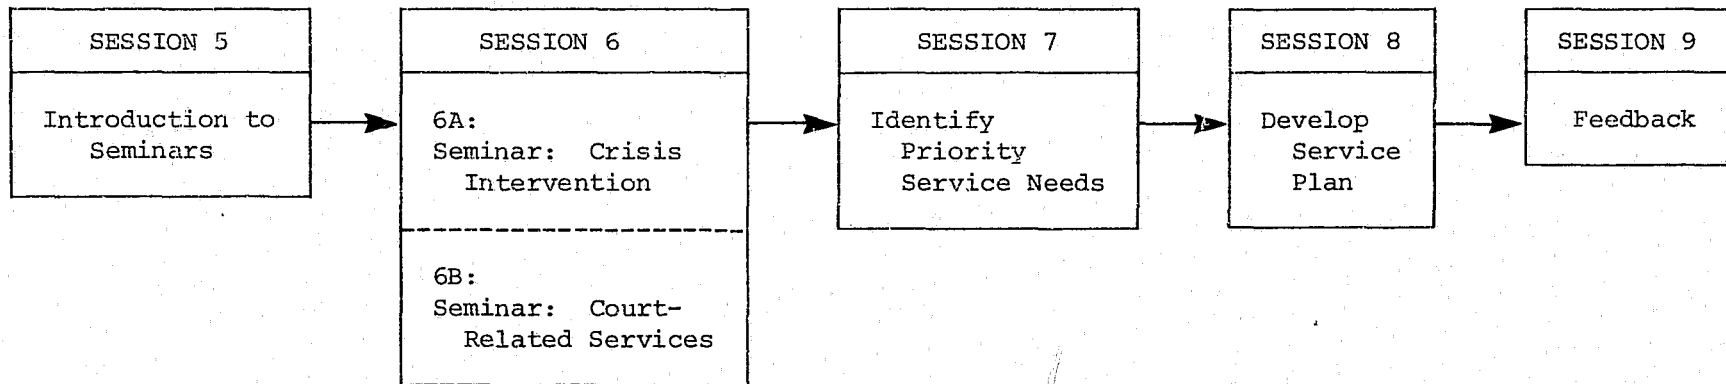 SESSION 5
Introduction to
Seminars
SESSION 6
6A:
Seminar: Crisis
Intervention
6B:
Seminar: Court-
Related Services
SESSION 7
Identify
Priority
Service Needs
SESSION 8
Develop
Service
Plan
SESSION 9
Feedback